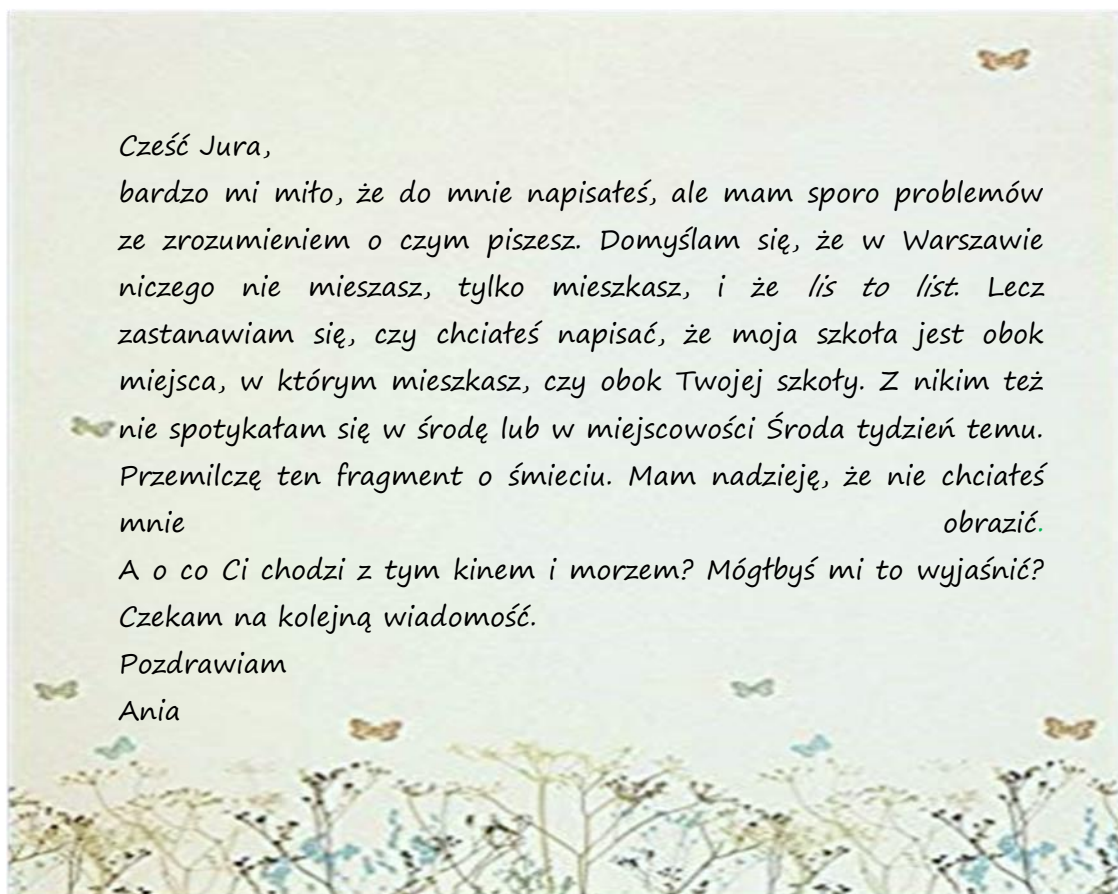 Cześć Jura,
bardzo mi miło, że do mnie napisałeś, ale mam sporo problemów
ze zrozumieniem o czym piszesz. Domyślam się, że w Warszawie
niczego nie mieszasz, tylko mieszkasz, i że lis to list. Lecz
zastanawiam się, czy chciałeś napisać, że moja szkoła jest obok
miejsca, w którym mieszkasz, czy obok Twojej szkoły. Z nikim też
nie spotykałam się w środę lub w miejscowości Środa tydzień temu.
Przemilczę ten fragment o śmieciu. Mam nadzieję, że nie chciałeś
mnie obrazić.
A o co Ci chodzi z tym kinem i morzem? Mógłbyś mi to wyjaśnić?
Czekam na kolejną wiadomość.
Pozdrawiam
Ania